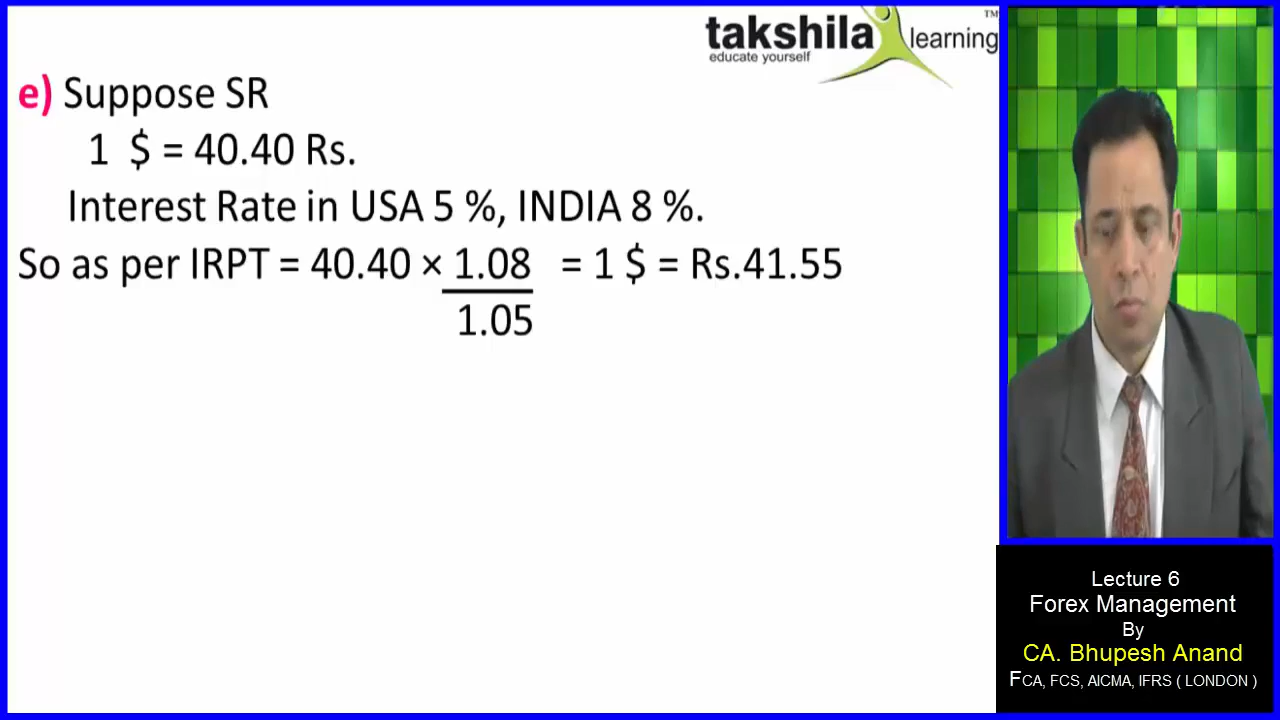 takshila learning™
educate yourself
e) Suppose SR
1 $ = 40.40 Rs.
Interest Rate in USA 5 %, INDIA 8 %.
So as per IRPT = 40.40 × 1.08 = 1 $ = Rs.41.55
1.05
Lecture 6
Forex Management
By
CA. Bhupesh Anand
FCA, FCS, AICMA, IFRS ( LONDON )